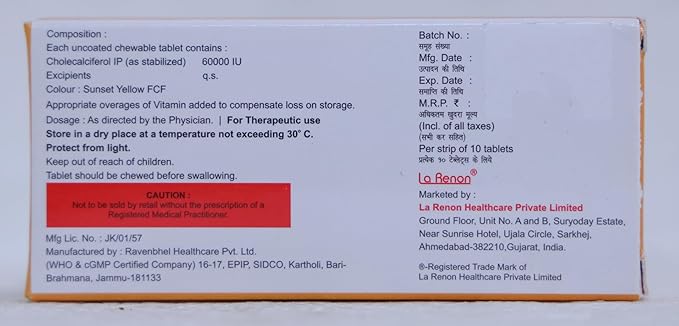 Composition :
Each uncoated chewable tablet contains :
Cholecalciferol IP (as stabilized) 60000 IU
Excipients q.s.
Colour : Sunset Yellow FCF
Appropriate overages of Vitamin added to compensate loss on storage.
Dosage : As directed by the Physician. | For Therapeutic use
Store in a dry place at a temperature not exceeding 30° C.
Protect from light.
Keep out of reach of children.
Tablet should be chewed before swallowing.
CAUTION :
Not to be sold by retail without the prescription of a
Registered Medical Practitioner.
Mfg Lic. No. : JK/01/57
Manufactured by : Ravenbhel Healthcare Pvt. Ltd.
(WHO & cGMP Certified Company) 16-17, EPIP, SIDCO, Kartholi, Bari-
Brahmana, Jammu-181133
Batch No. :
समूह संख्या
Mfg. Date :
उत्पादन की तिथि
Exp. Date :
समाप्ति की तिथि
M.R.P. ₹ :
अधिकतम खुदरा मूल्य
(Incl. of all taxes)
(सभी कर सहित)
Per strip of 10 tablets
प्रत्येक १० टेब्लेट्स के लिये
La Renon®
Marketed by :
La Renon Healthcare Private Limited
Ground Floor, Unit No. A and B, Suryoday Estate,
Near Sunrise Hotel, Ujala Circle, Sarkhej,
Ahmedabad-382210,Gujarat, India.
®-Registered Trade Mark of
La Renon Healthcare Private Limited